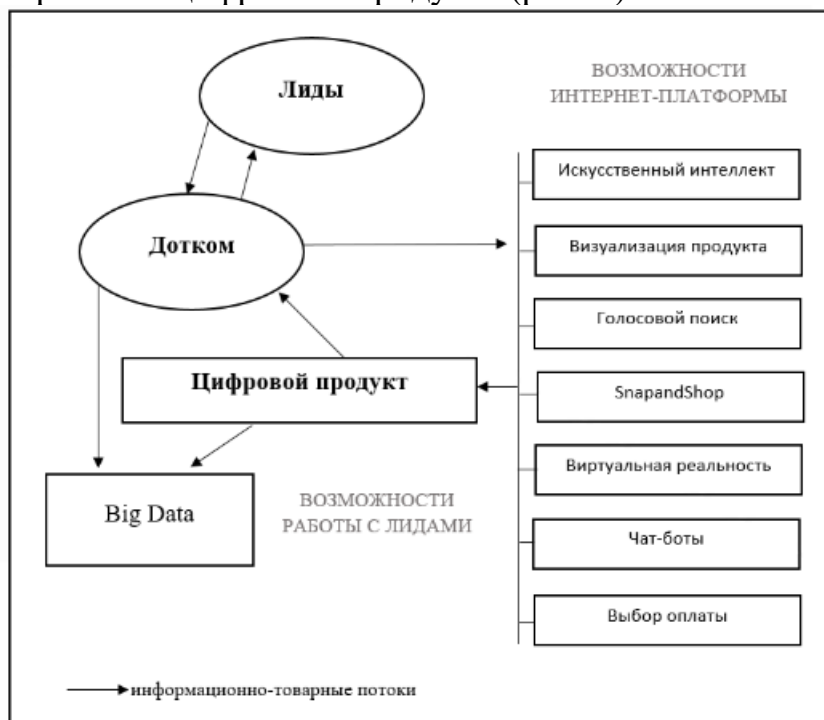 Лиды
ВОЗМОЖНОСТИ
ИНТЕРНЕТ-ПЛАТФОРМЫ
Искусственный интеллект
Дотком
Визуализация продукта
Голосовой поиск
Цифровой продукт
SnapandShop
Виртуальная реальность
Big Data
ВОЗМОЖНОСТИ
РАБОТЫ С ЛИДАМИ
Чат-боты
Выбор оплаты
информационно-товарные потоки